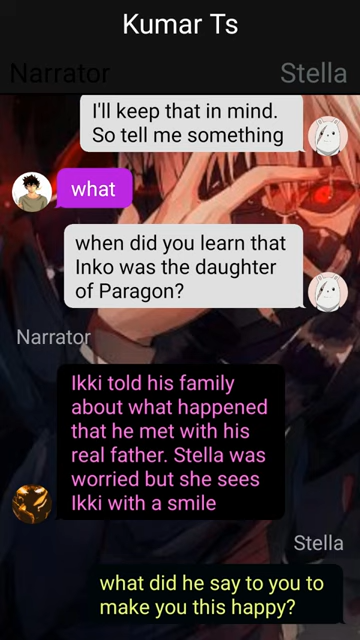 Kumar Ts
Narrator
Stella
I'll keep that in mind.
So tell me something
what
when did you learn that
Inko was the daughter
of Paragon?
Narrator
Ikki told his family
about what happened
that he met with his
real father. Stella was
worried but she sees
Ikki with a smile
Stella
what did he say to you to
make you this happy?